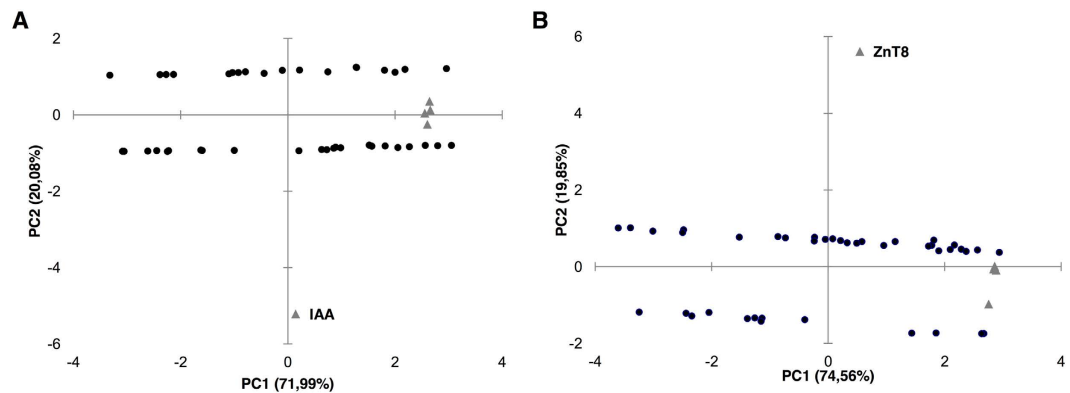 A
2
0
-2
-4
-6
-4 -2 0 2 4
PC2 (20,08%)
PC1 (71,99%)
IAA
B
6
4
2
0
-2
-4 -2 0 2 4
PC2 (19,85%)
PC1 (74,56%)
ZnT8